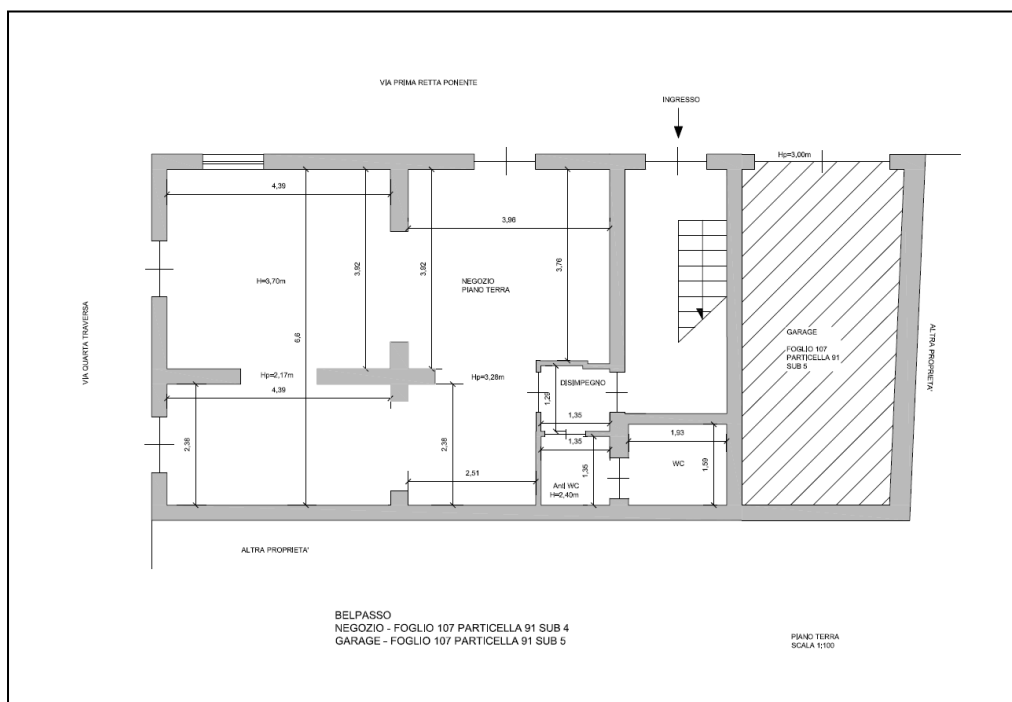 VIA PRIMA RETTA PONENTE
INGRESSO
Hp=3,00m
4,39
3,96
3,92
3,92
3,76
H=3,70m
NEGOZIO
PIANO TERRA
6,6
VIA QUARTA TRAVERSA
GARAGE
FOGLIO 107
PARTICELLA 91
SUB 5
ALTRA PROPRIETA'
Hp=2,17m
Hp=3,28m
DISIMPEGNO
1,29
4,39
1,35
2,38
2,38
1,35
1,93
2,51
1,35
WC
1,59
Anti WC
H=2,40m
ALTRA PROPRIETA'
BELPASSO
NEGOZIO - FOGLIO 107 PARTICELLA 91 SUB 4
GARAGE - FOGLIO 107 PARTICELLA 91 SUB 5
PIANO TERRA
SCALA 1:100